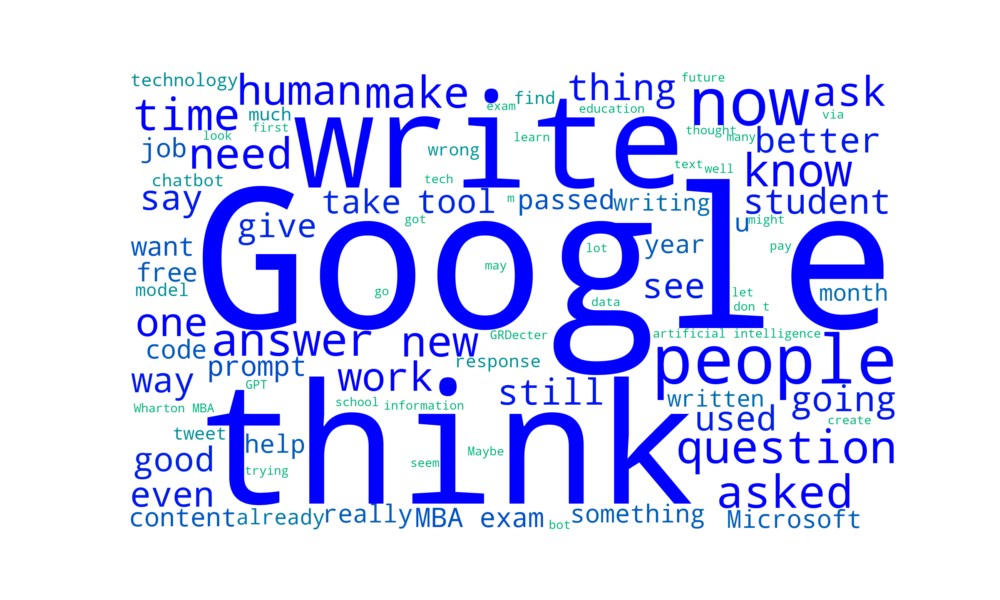 technology human make find thing future now ask
time much exam education via
job look first need write learn wrong thought many better
chatbot tech text well know
say take tool m passed writing student
give got u might
want lot year pay
free may see
model go data let month
one don t
answer new GRDecter artificial intelligence
code response people
way prompt GPT work still written going
Wharton MBA school information used create
Google
tweet help think question
good trying seem Maybe
even asked
content already really MBA exam bot something Microsoft